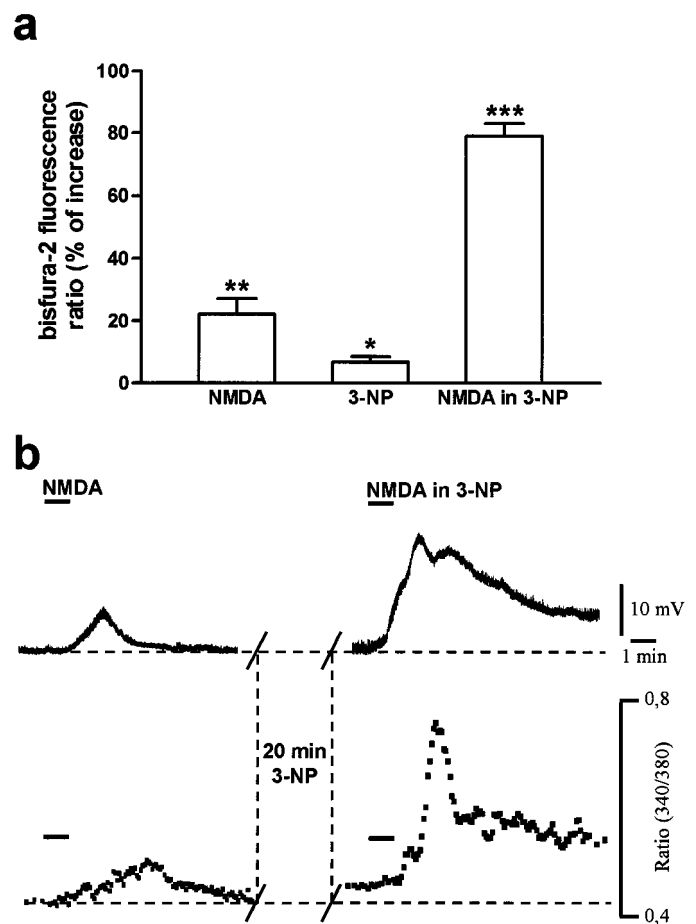 a
bisfura-2 fluorescence
ratio (% of increase)
100
80
60
40
20
0
**
*
***
NMDA
3-NP
NMDA in 3-NP
b
NMDA
NMDA in 3-NP
10 mV
1 min
20 min
3-NP
0,8
Ratio (340/380)
0,4